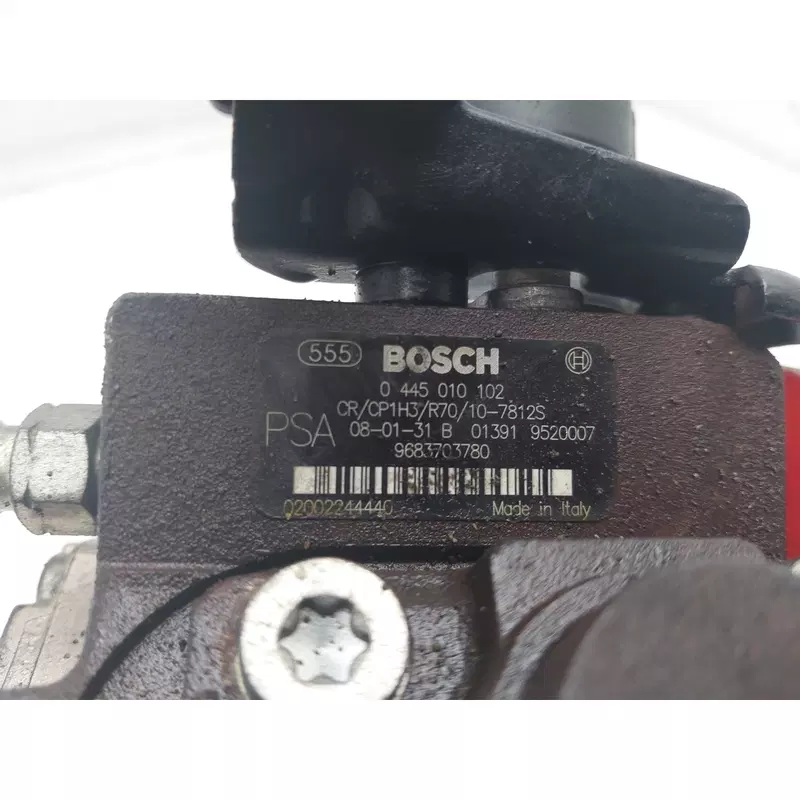 555 BOSCH
0 445 010 102
CR/CP1H3/R70/10-7812S
PSA 08-01-31 B 01391 9520007
9683703780
02002244440 Made in Italy